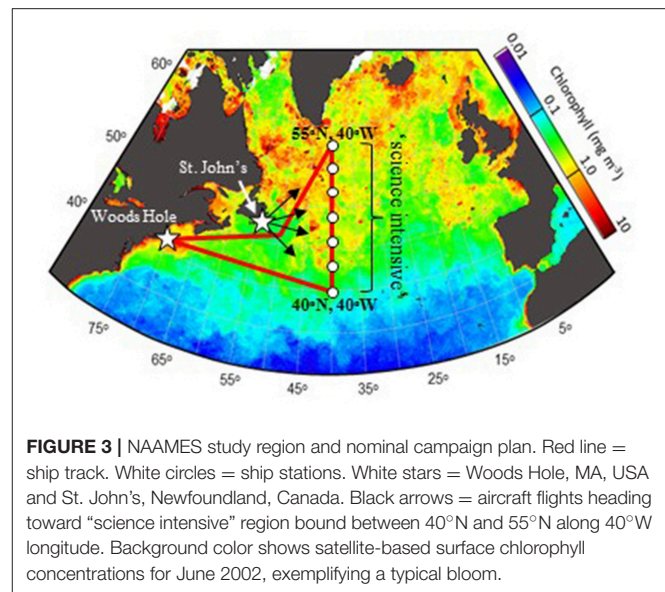 0.01
0.1
1.0
10
Chlorophyll (mg m⁻³)
60°
50°
40°
55°N, 40°W
St. John's
Woods Hole
"science intensive"
40°N, 40°W
75°
65°
55°
45°
35°
25°
15°
5°
FIGURE 3 | NAAMES study region and nominal campaign plan. Red line =
ship track. White circles = ship stations. White stars = Woods Hole, MA, USA
and St. John's, Newfoundland, Canada. Black arrows = aircraft flights heading
toward "science intensive" region bound between 40°N and 55°N along 40°W
longitude. Background color shows satellite-based surface chlorophyll
concentrations for June 2002, exemplifying a typical bloom.